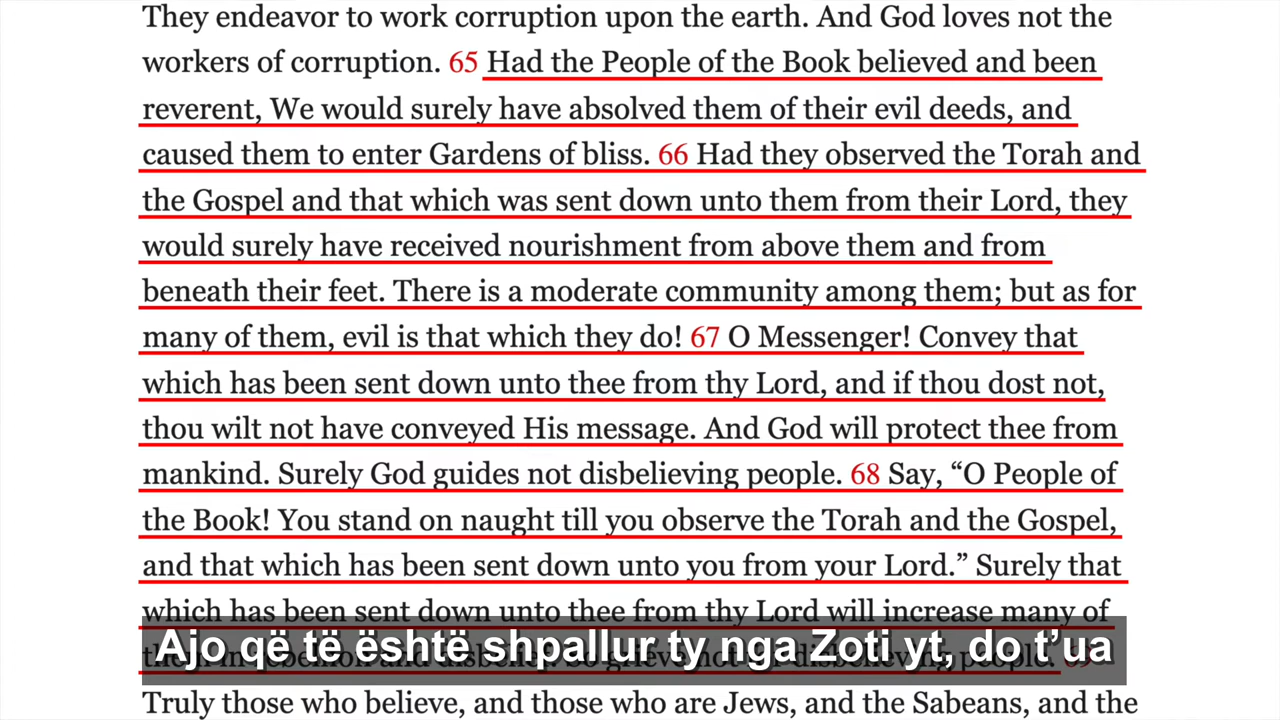 They endeavor to work corruption upon the earth. And God loves not the
workers of corruption. 65 Had the People of the Book believed and been
reverent, We would surely have absolved them of their evil deeds, and
caused them to enter Gardens of bliss. 66 Had they observed the Torah and
the Gospel and that which was sent down unto them from their Lord, they
would surely have received nourishment from above them and from
beneath their feet. There is a moderate community among them; but as for
many of them, evil is that which they do! 67 O Messenger! Convey that
which has been sent down unto thee from thy Lord, and if thou dost not,
thou wilt not have conveyed His message. And God will protect thee from
mankind. Surely God guides not disbelieving people. 68 Say, “O People of
the Book! You stand on naught till you observe the Torah and the Gospel,
and that which has been sent down unto you from your Lord.” Surely that
which has been sent down unto thee from thy Lord will increase many of
Ajo që të është shpallur ty nga Zoti yt, do t’ua
Truly those who believe, and those who are Jews, and the Sabeans, and the